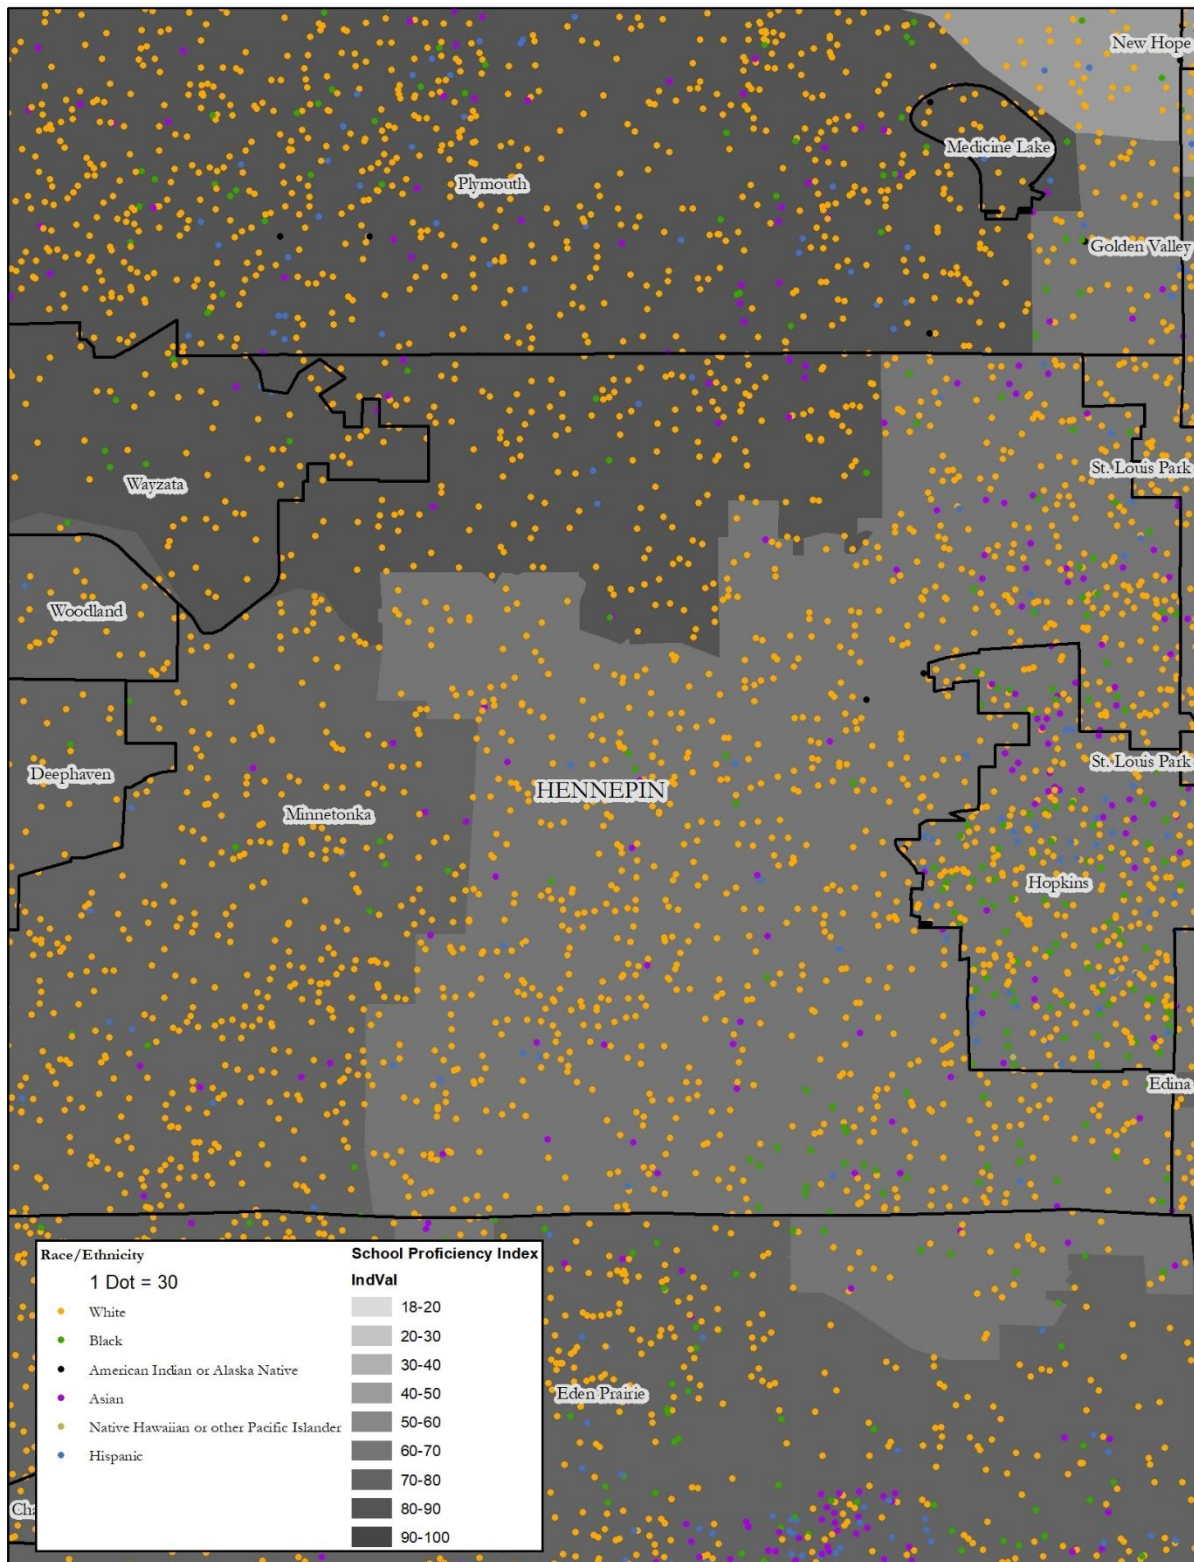 New Hope
Medicine Lake
Plymouth
Golden Valley
St. Louis Park
Wayzata
Woodland
St. Louis Park
Deephaven
HENNEPIN
Minnetonka
Hopkins
Edina
Eden Prairie
Cha
Race/Ethnicity
1 Dot = 30
White
Black
American Indian or Alaska Native
Asian
Native Hawaiian or other Pacific Islander
Hispanic
School Proficiency Index
IndVal
18-20
20-30
30-40
40-50
50-60
60-70
70-80
80-90
90-100